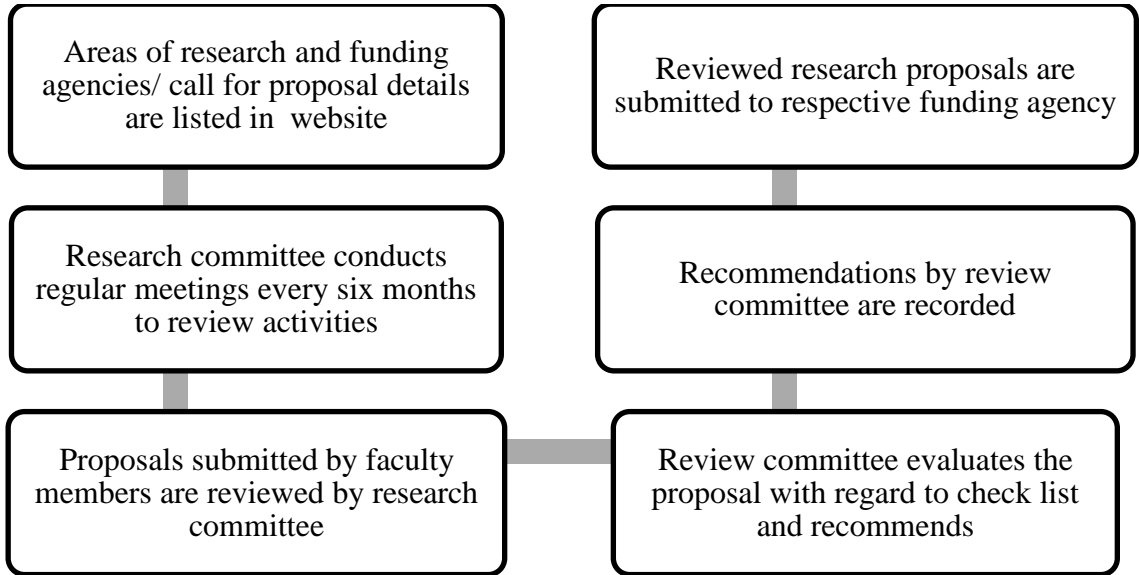 Areas of research and funding
agencies/ call for proposal details
are listed in website
Research committee conducts
regular meetings every six months
to review activities
Proposals submitted by faculty
members are reviewed by research
committee
Review committee evaluates the
proposal with regard to check list
and recommends
Recommendations by review
committee are recorded
Reviewed research proposals are
submitted to respective funding agency